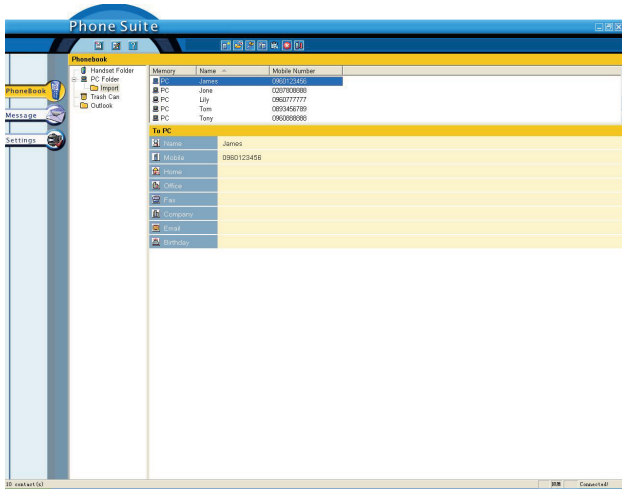 Phone Suite
Phonebook
Handset Folder
PC Folder
Import
Trash Can
Outlook
PhoneBook
Message
Settings
Memory Name Mobile Number
PC James 0960123456
PC Jone 0287808888
PC Lily 0960777777
PC Tom 0893456789
PC Tony 0960888888
To PC
Name James
Mobile 0960123456
Home
Office
Fax
Company
Email
Birthday
10 contact(s) NUM Connected!